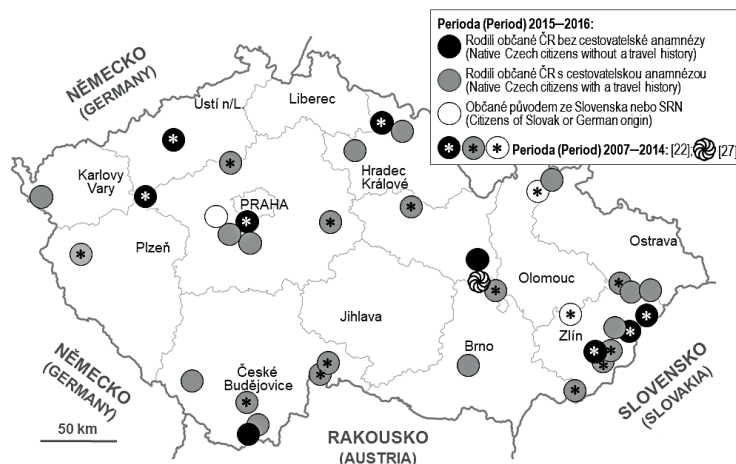 Perioda (Period) 2015–2016:
Rodilí občané ČR bez cestovatelské anamnézy
(Native Czech citizens without a travel history)
Rodilí občané ČR s cestovatelskou anamnézou
(Native Czech citizens with a travel history)
Občané původem ze Slovenska nebo SRN
(Citizens of Slovak or German origin)
* * * Perioda (Period) 2007–2014: [22]; [27]
NĚMECKO
(GERMANY)
Ústí n/L.
Liberec
Karlovy
Vary
Hradec
Králové
PRAHA
Plzeň
Ostrava
Olomouc
Jihlava
Zlín
Brno
České
Budějovice
NĚMECKO
(GERMANY)
SLOVENSKO
(SLOVAKIA)
RAKOUSKO
(AUSTRIA)
50 km